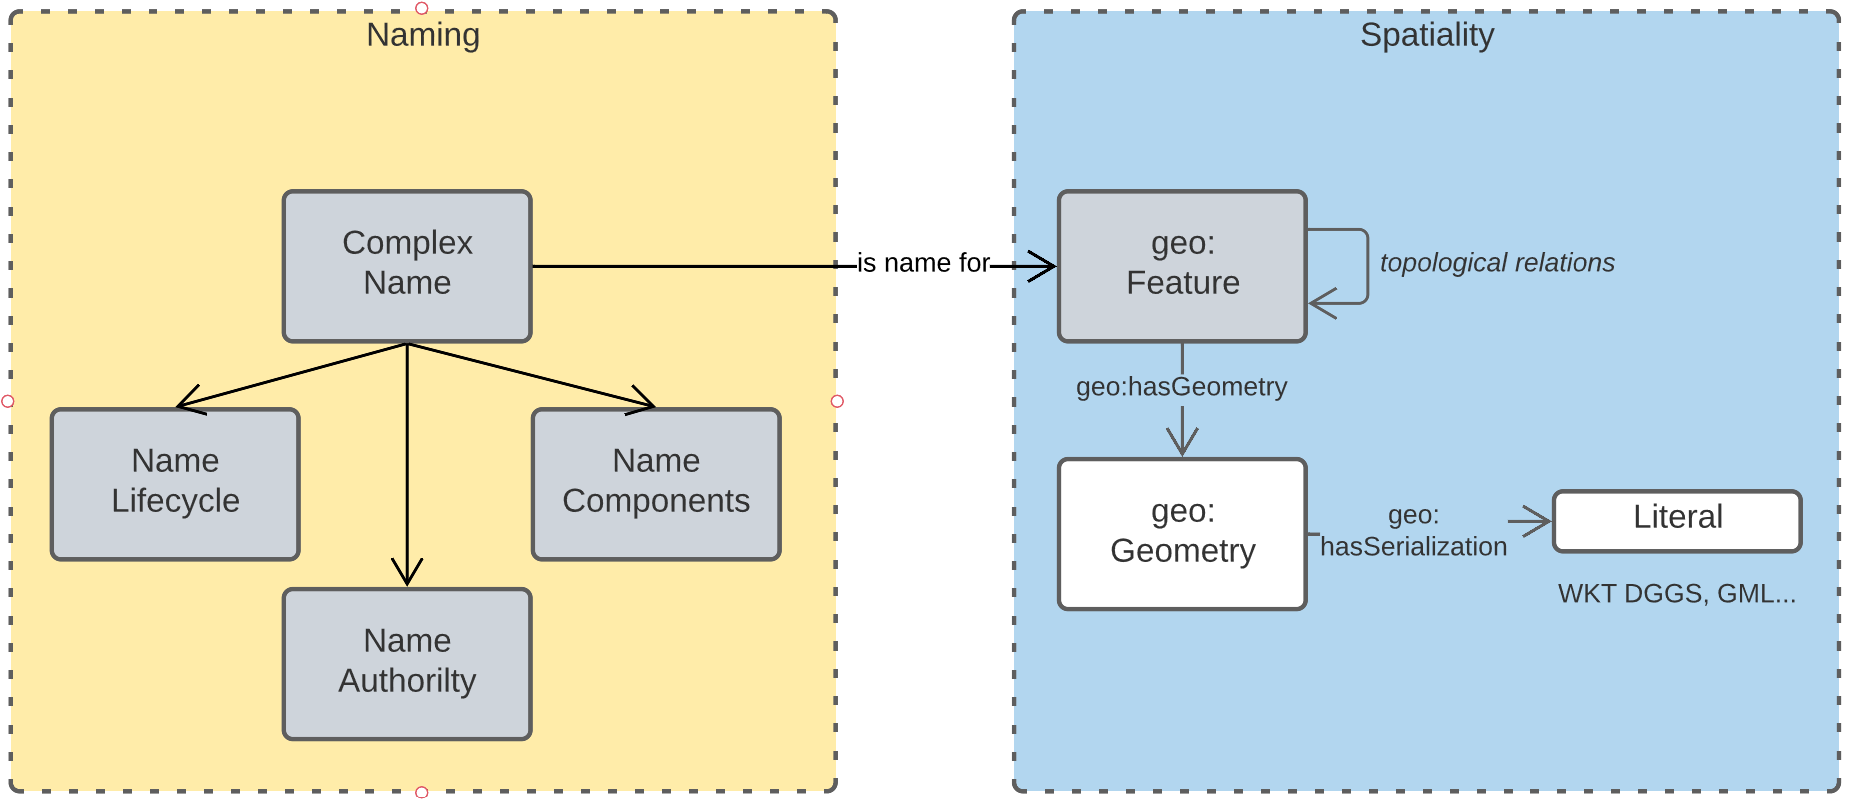 Naming
Complex
Name
Name
Lifecycle
Name
Components
Name
Authorilty
is name for
Spatiality
geo:
Feature
topological relations
geo:hasGeometry
geo:
Geometry
geo:
hasSerialization
Literal
WKT DGGS, GML...